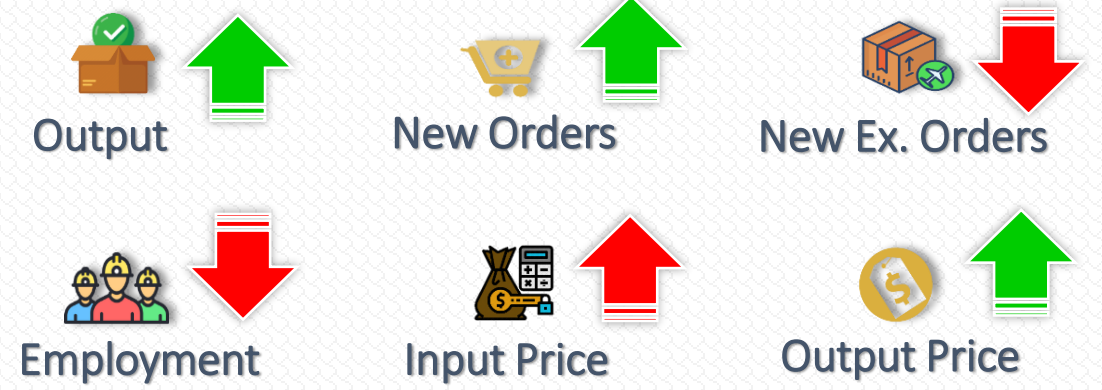 Output
New Orders
New Ex. Orders
Employment
Input Price
Output Price